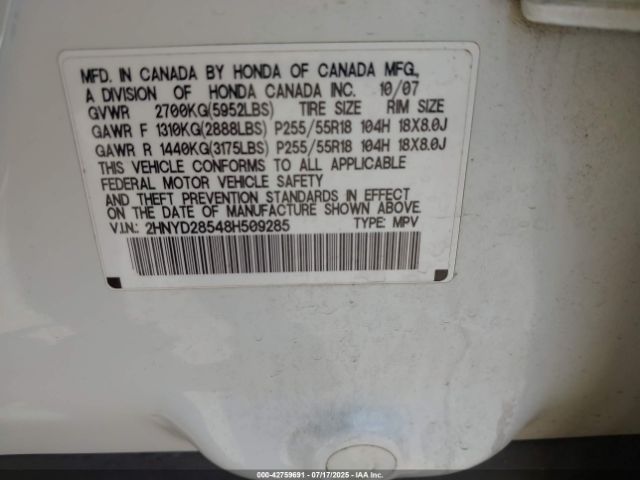 MFD. IN CANADA BY HONDA OF CANADA MFG.,
A DIVISION OF HONDA CANADA INC. 10/07
GVWR 2700KG(5952LBS) TIRE SIZE RIM SIZE
GAWR F 1310KG(2888LBS) P255/55R18 104H 18X8.0J
GAWR R 1440KG(3175LBS) P255/55R18 104H 18X8.0J
THIS VEHICLE CONFORMS TO ALL APPLICABLE
FEDERAL MOTOR VEHICLE SAFETY
AND THEFT PREVENTION STANDARDS IN EFFECT
ON THE DATE OF MANUFACTURE SHOWN ABOVE.
V.I.N.: 2HNYD28548H509285 TYPE: MPV
000-42759691 - 07/17/2025 - IAAI.COM